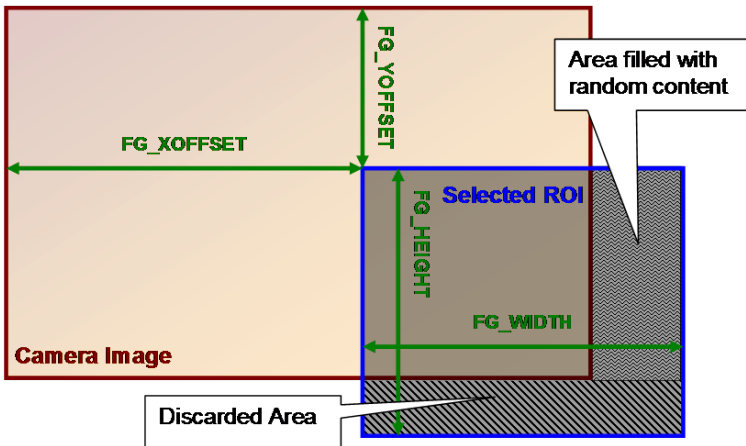 FG_YOFFSET
Area filled with
random content
FG_XOFFSET
Selected ROI
FG_HEIGHT
FG_WIDTH
Camera Image
Discarded Area